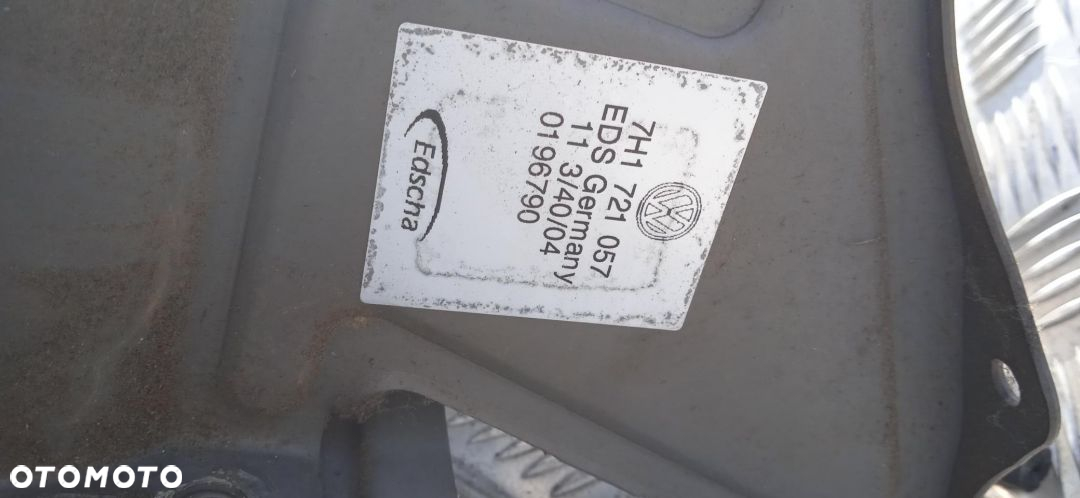 7H1 721 057
EDS Germany
11 3/40/04
01 96790
Edscha
OTOMOTO